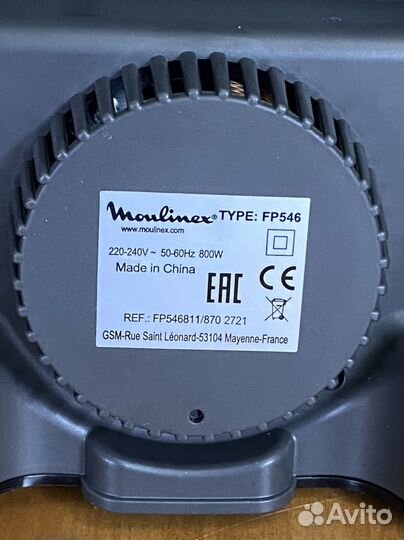 Moulinex® TYPE: FP546
www.moulinex.com
220-240V ~ 50-60Hz 800W
Made in China
EAC CE
REF.: FP546811/870 2721
GSM-Rue Saint Léonard-53104 Mayenne-France
Avito